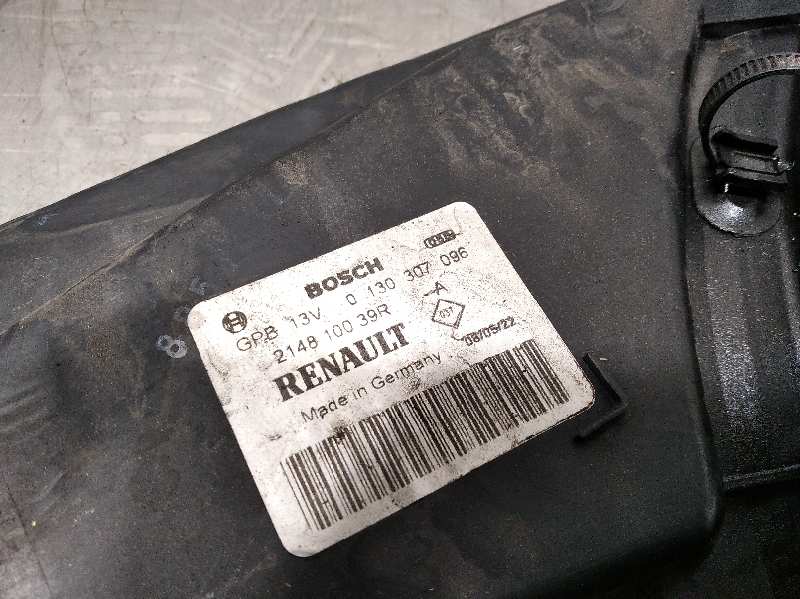 BOSCH
GPB 13V 0 130 307 096
2148 100 39R
A
RENAULT
08/05/22
Made in Germany